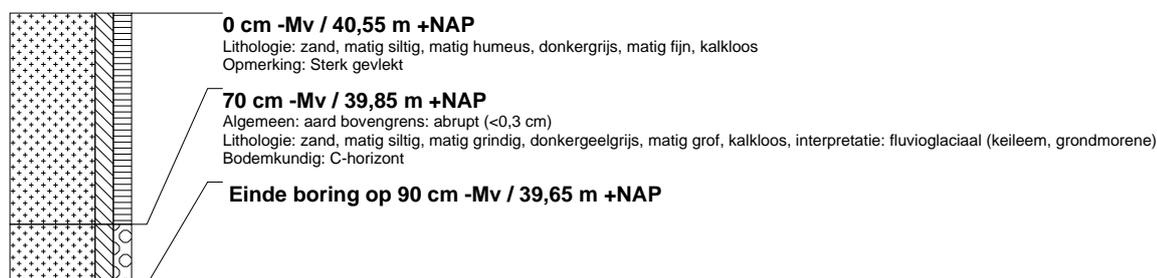 0 cm -Mv / 40,55 m +NAP
Lithologie: zand, matig siltig, matig humeus, donkergrijs, matig fijn, kalkloos
Opmerking: Sterk gevlekt
70 cm -Mv / 39,85 m +NAP
Algemeen: aard bovengrens: abrupt (<0,3 cm)
Lithologie: zand, matig siltig, matig grindig, donkergeelgrijs, matig grof, kalkloos, interpretatie: fluvioglaciaal (keileem, grondmorene)
Bodemkundig: C-horizont
Einde boring op 90 cm -Mv / 39,65 m +NAP